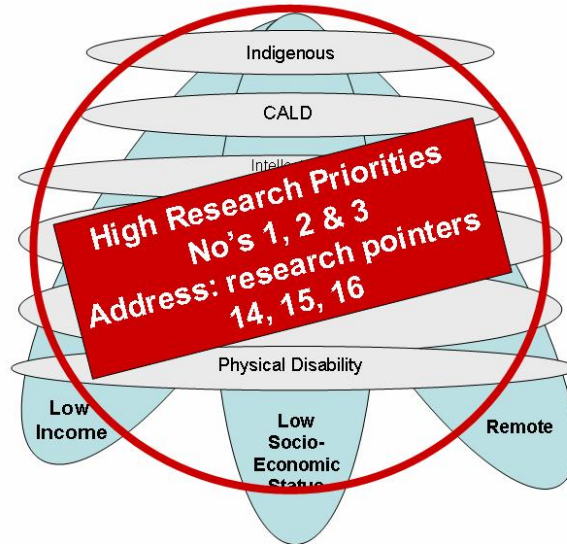 Indigenous
CALD
High Research Priorities
No's 1, 2 & 3
Address: research pointers
14, 15, 16
Physical Disability
Low
Income
Low
Socio-
Economic
Status
Remote